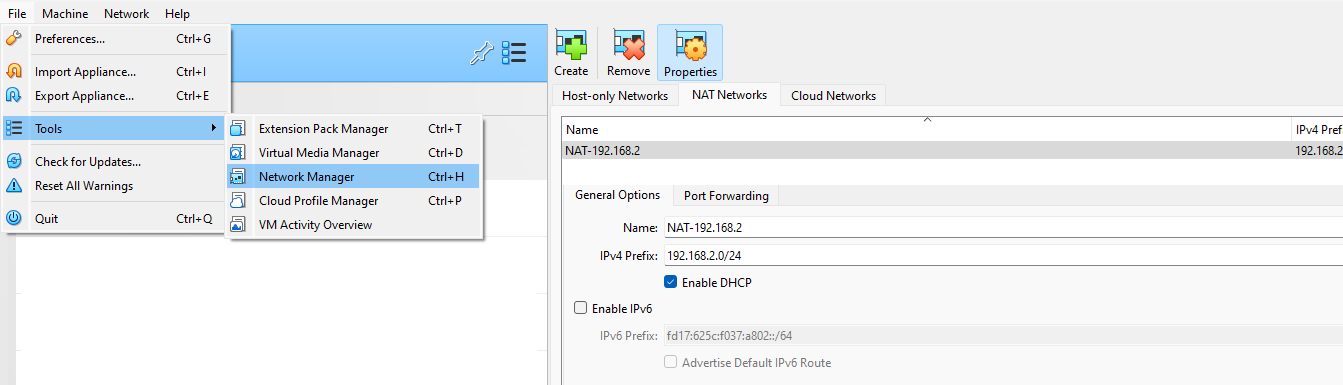 File Machine Network Help
Preferences... Ctrl+G
Import Appliance... Ctrl+I
Export Appliance... Ctrl+E
Tools
Check for Updates...
Reset All Warnings
Quit Ctrl+Q
Extension Pack Manager Ctrl+T
Virtual Media Manager Ctrl+D
Network Manager Ctrl+H
Cloud Profile Manager Ctrl+P
VM Activity Overview
Create Remove Properties
Host-only Networks NAT Networks Cloud Networks
Name IPv4 Pref
NAT-192.168.2 192.168.2
General Options Port Forwarding
Name: NAT-192.168.2
IPv4 Prefix: 192.168.2.0/24
Enable DHCP
Enable IPv6
IPv6 Prefix: fd17:625c:f037:a802::/64
Advertise Default IPv6 Route